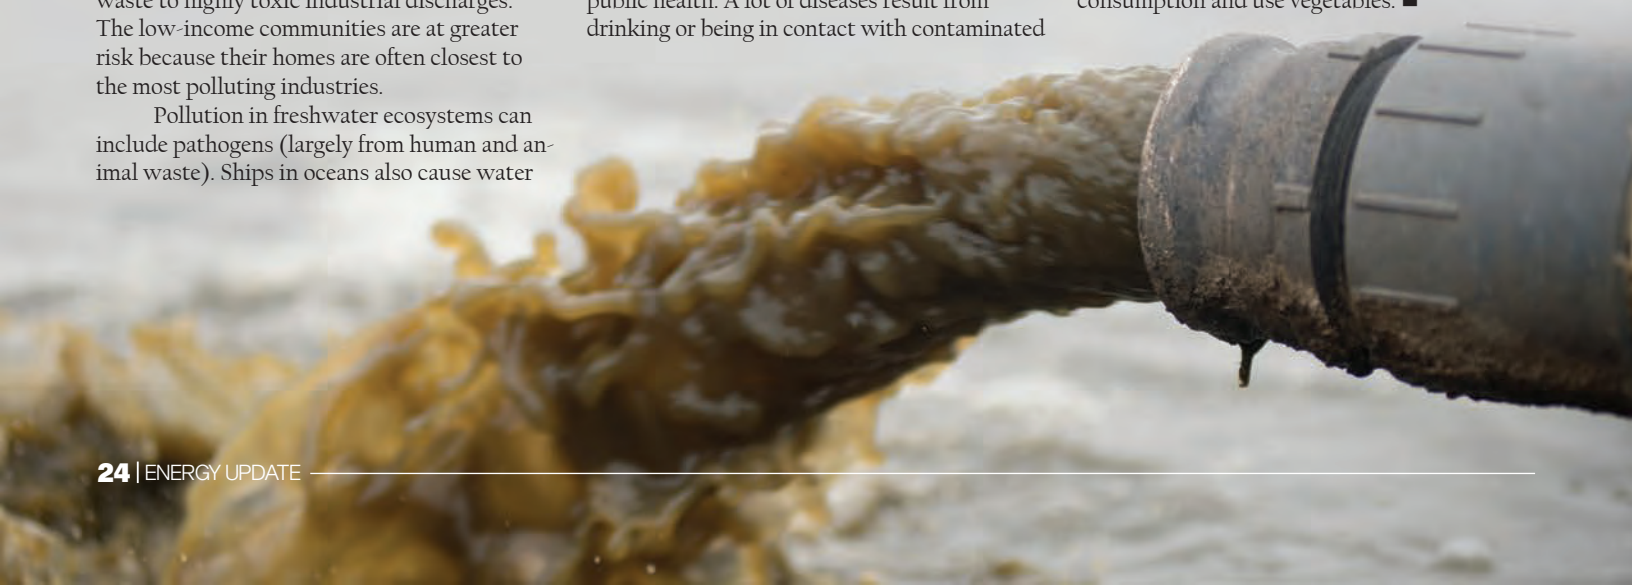 waste to highly toxic industrial discharges.
The low-income communities are at greater
risk because their homes are often closest to
the most polluting industries.
Pollution in freshwater ecosystems can
include pathogens (largely from human and an-
imal waste). Ships in oceans also cause water
public health. A lot of diseases result from
drinking or being in contact with contaminated
consumption and use vegetables. ■
24 | ENERGY UPDATE